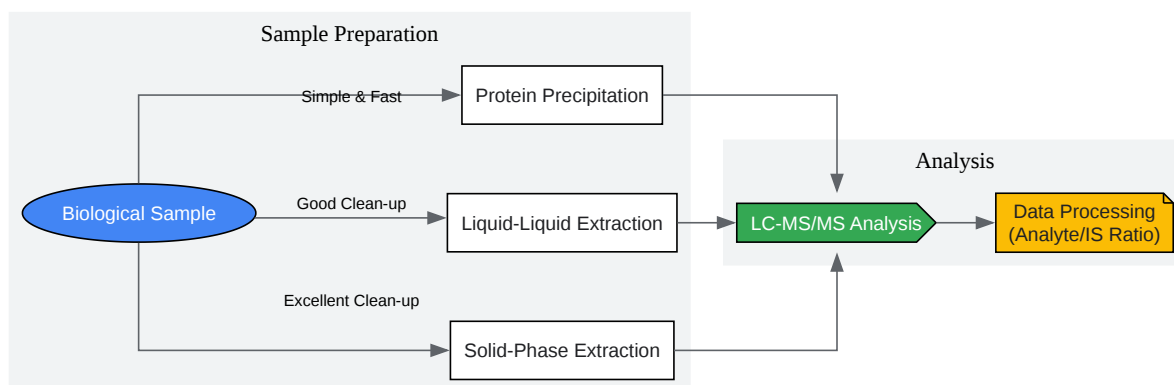 Sample Preparation
Simple & Fast
Protein Precipitation
Analysis
Biological Sample
Good Clean-up
Liquid-Liquid Extraction
LC-MS/MS Analysis
Data Processing
(Analyte/IS Ratio)
Excellent Clean-up
Solid-Phase Extraction